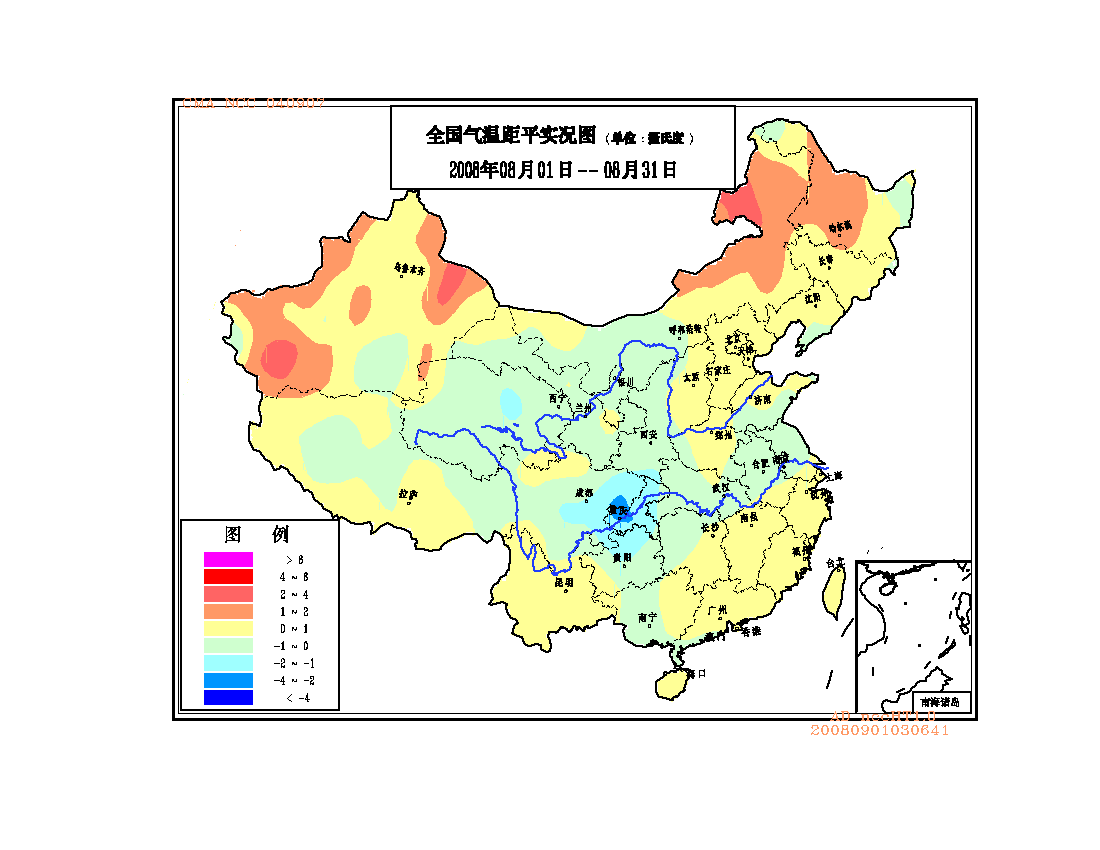 CMA NCC 040902
全国气温距平实况图 (单位:摄氏度)
2008年08月01日 -- 08月31日
哈尔滨
长春
乌鲁木齐
沈阳
呼和浩特
北京
天津
石家庄
太原
银川
西宁
济南
兰州
西安
郑州
合肥 南京
上海
拉萨
成都
武汉
杭州
重庆
南昌
长沙
贵阳
福州
台北
昆明
南宁
广州
澳门 香港
海口
图 例
> 6
4 ~ 6
2 ~ 4
1 ~ 2
0 ~ 1
-1 ~ 0
-2 ~ -1
-4 ~ -2
< -4
南海诸岛
20080901030641